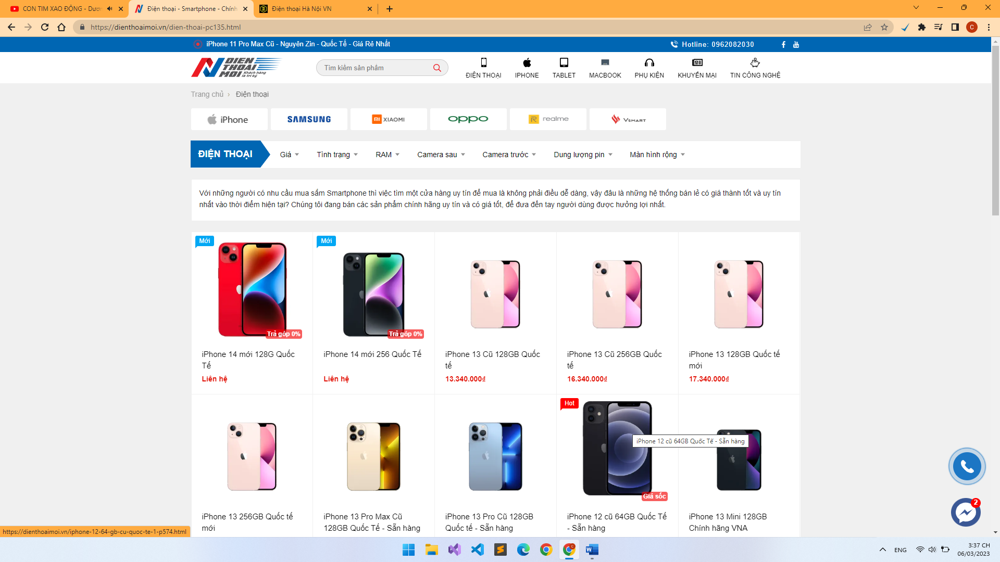 CON TIM XAO ĐỘNG - Dươn
Điện thoại - Smartphone - Chính
Điện thoại Hà Nội VN
https://dienthoaimoi.vn/dien-thoai-pc135.html
C
iPhone 11 Pro Max Cũ - Nguyên Zin - Quốc Tế - Giá Rẻ Nhất
Hotline: 0962082030
ĐIỆN THOẠI MỚI
Khách hàng là tri kỷ
Tìm kiếm sản phẩm
ĐIỆN THOẠI
IPHONE
TABLET
MACBOOK
PHỤ KIỆN
KHUYẾN MẠI
TIN CÔNG NGHỆ
Trang chủ › Điện thoại
iPhone
SAMSUNG
mi XIAOMI
oppo
R realme
VSMART
ĐIỆN THOẠI
Giá
Tình trạng
RAM
Camera sau
Camera trước
Dung lượng pin
Màn hình rộng
Với những người có nhu cầu mua sắm Smartphone thì việc tìm một cửa hàng uy tín để mua là không phải điều dễ dàng, vậy đâu là những hệ thống bán lẻ có giá thành tốt và uy tín
nhất vào thời điểm hiện tại? Chúng tôi đang bán các sản phẩm chính hãng uy tín và có giá tốt, để đưa đến tay người dùng được hưởng lợi nhất.
Mới
Trả góp 0%
iPhone 14 mới 128G Quốc
Tế
Liên hệ
Mới
Trả góp 0%
iPhone 14 mới 256 Quốc Tế
Liên hệ
iPhone 13 Cũ 128GB Quốc
tế
13.340.000₫
iPhone 13 Cũ 256GB Quốc
tế
16.340.000₫
iPhone 13 128GB Quốc tế
mới
17.340.000₫
iPhone 13 256GB Quốc tế
mới
iPhone 13 Pro Max Cũ
128GB Quốc Tế - Sẵn hàng
iPhone 13 Pro Cũ 128GB
Quốc tế - Sẵn hàng
Hot
iPhone 12 cũ 64GB Quốc Tế - Sẵn hàng
Giá sốc
iPhone 12 cũ 64GB Quốc Tế
- Sẵn hàng
iPhone 13 Mini 128GB
Chính hãng VNA
2
https://dienthoaimoi.vn/iphone-12-64-gb-cu-quoc-te-1-p574.html
ENG
3:37 CH
06/03/2023